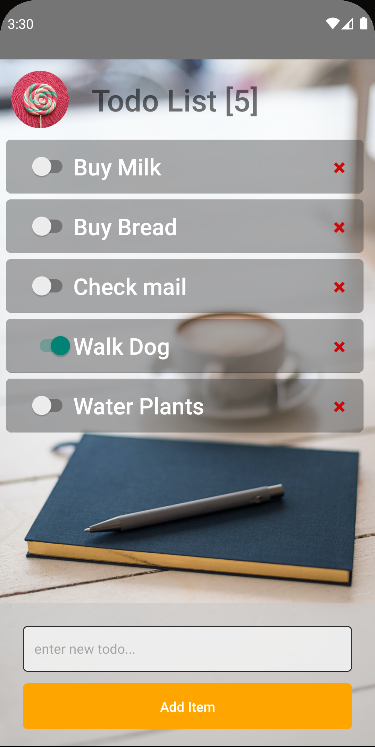 3:30
Todo List [5]
Buy Milk
Buy Bread
Check mail
Walk Dog
Water Plants
enter new todo...
Add Item